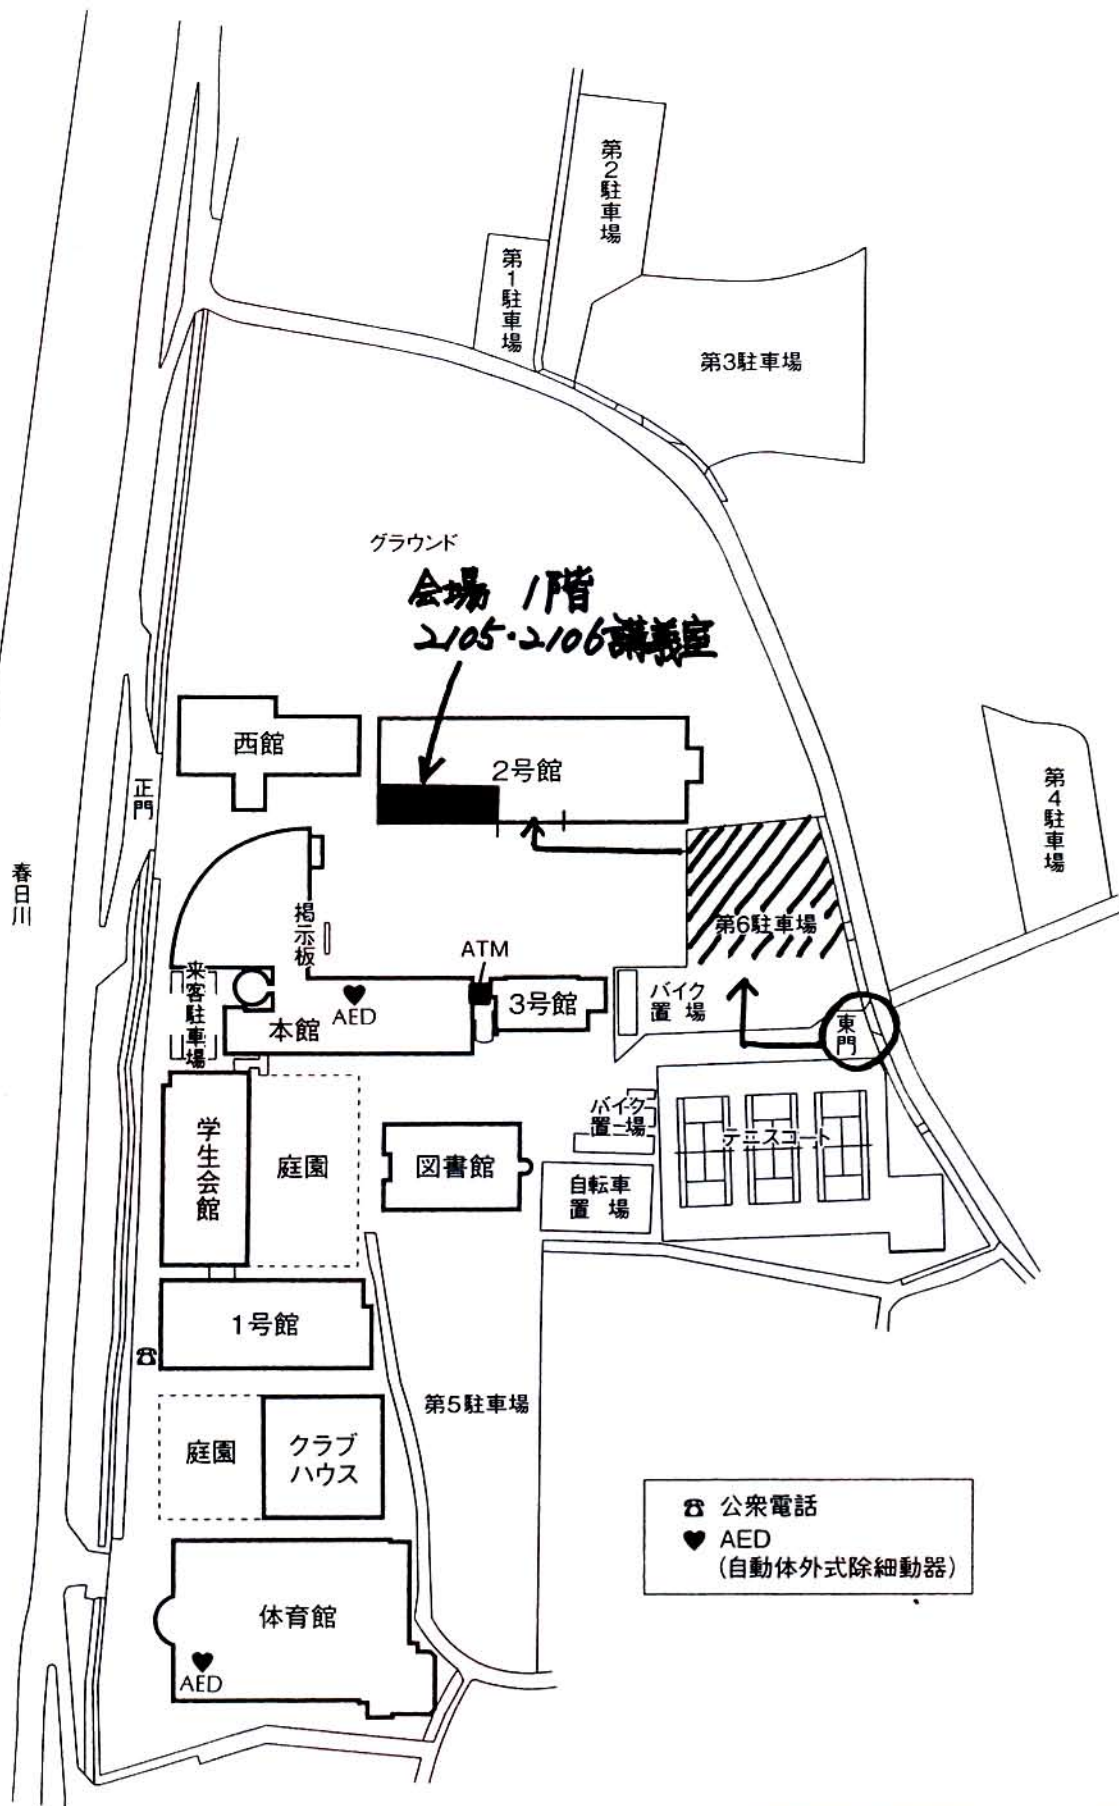 第2駐車場
第1駐車場
第3駐車場
グラウンド
会場 1階
2105・2106講義室
西館
2号館
正門
第4駐車場
春日川
掲示板
第6駐車場
ATM
来客駐車場
AED
本館
3号館
バイク
置場
東門
学生会館
庭園
図書館
バイク
置場
テニスコート
自転車
置場
1号館
第5駐車場
庭園
クラブ
ハウス
公衆電話
AED
(自動体外式除細動器)
体育館
AED